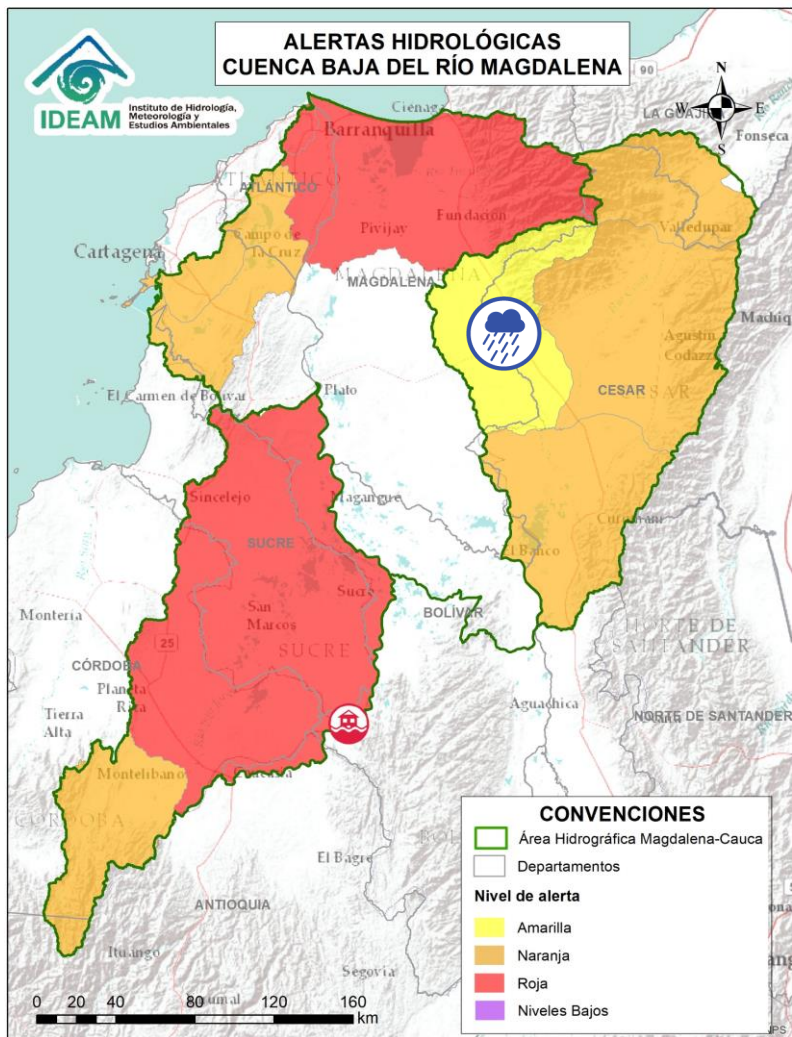 ALERTAS HIDROLÓGICAS
CUENCA BAJA DEL RÍO MAGDALENA
IDEAM
Instituto de Hidrología,
Meteorología y
Estudios Ambientales
90
N
W
E
S
Ciénaga
LA GUAJI
Fonseca
Barranquilla
ATLÁNTICO
Pivijay
Fundación
Valledupar
Cartagena
Campo de
la Cruz
MAGDALENA
MAGDALENA
Machiq
Agustín
Codazzi
CESAR
El Carmen de Bolívar
Plato
Sincelejo
Magangué
SUCRE
El Banco
Sucre
BOLÍVAR
Montería
San
Marcos
25
SUCRE
NORTE DE
SANTANDER
CÓRDOBA
Planeta
Rica
Aguachica
NORTE DE SANTANDER
Tierra
Alta
Montelíbano
Caucasia
CÓRDOBA
El Bagre
ANTIOQUIA
Ituango
Segovia
CONVENCIONES
Área Hidrográfica Magdalena-Cauca
Departamentos
Nivel de alerta
Amarilla
Naranja
Roja
Niveles Bajos
0 20 40 80 120 160
km